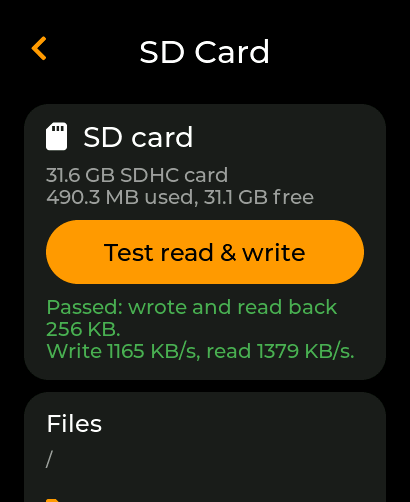 SD Card
SD card
31.6 GB SDHC card
490.3 MB used, 31.1 GB free
Test read & write
Passed: wrote and read back
256 KB.
Write 1165 KB/s, read 1379 KB/s.
Files
/